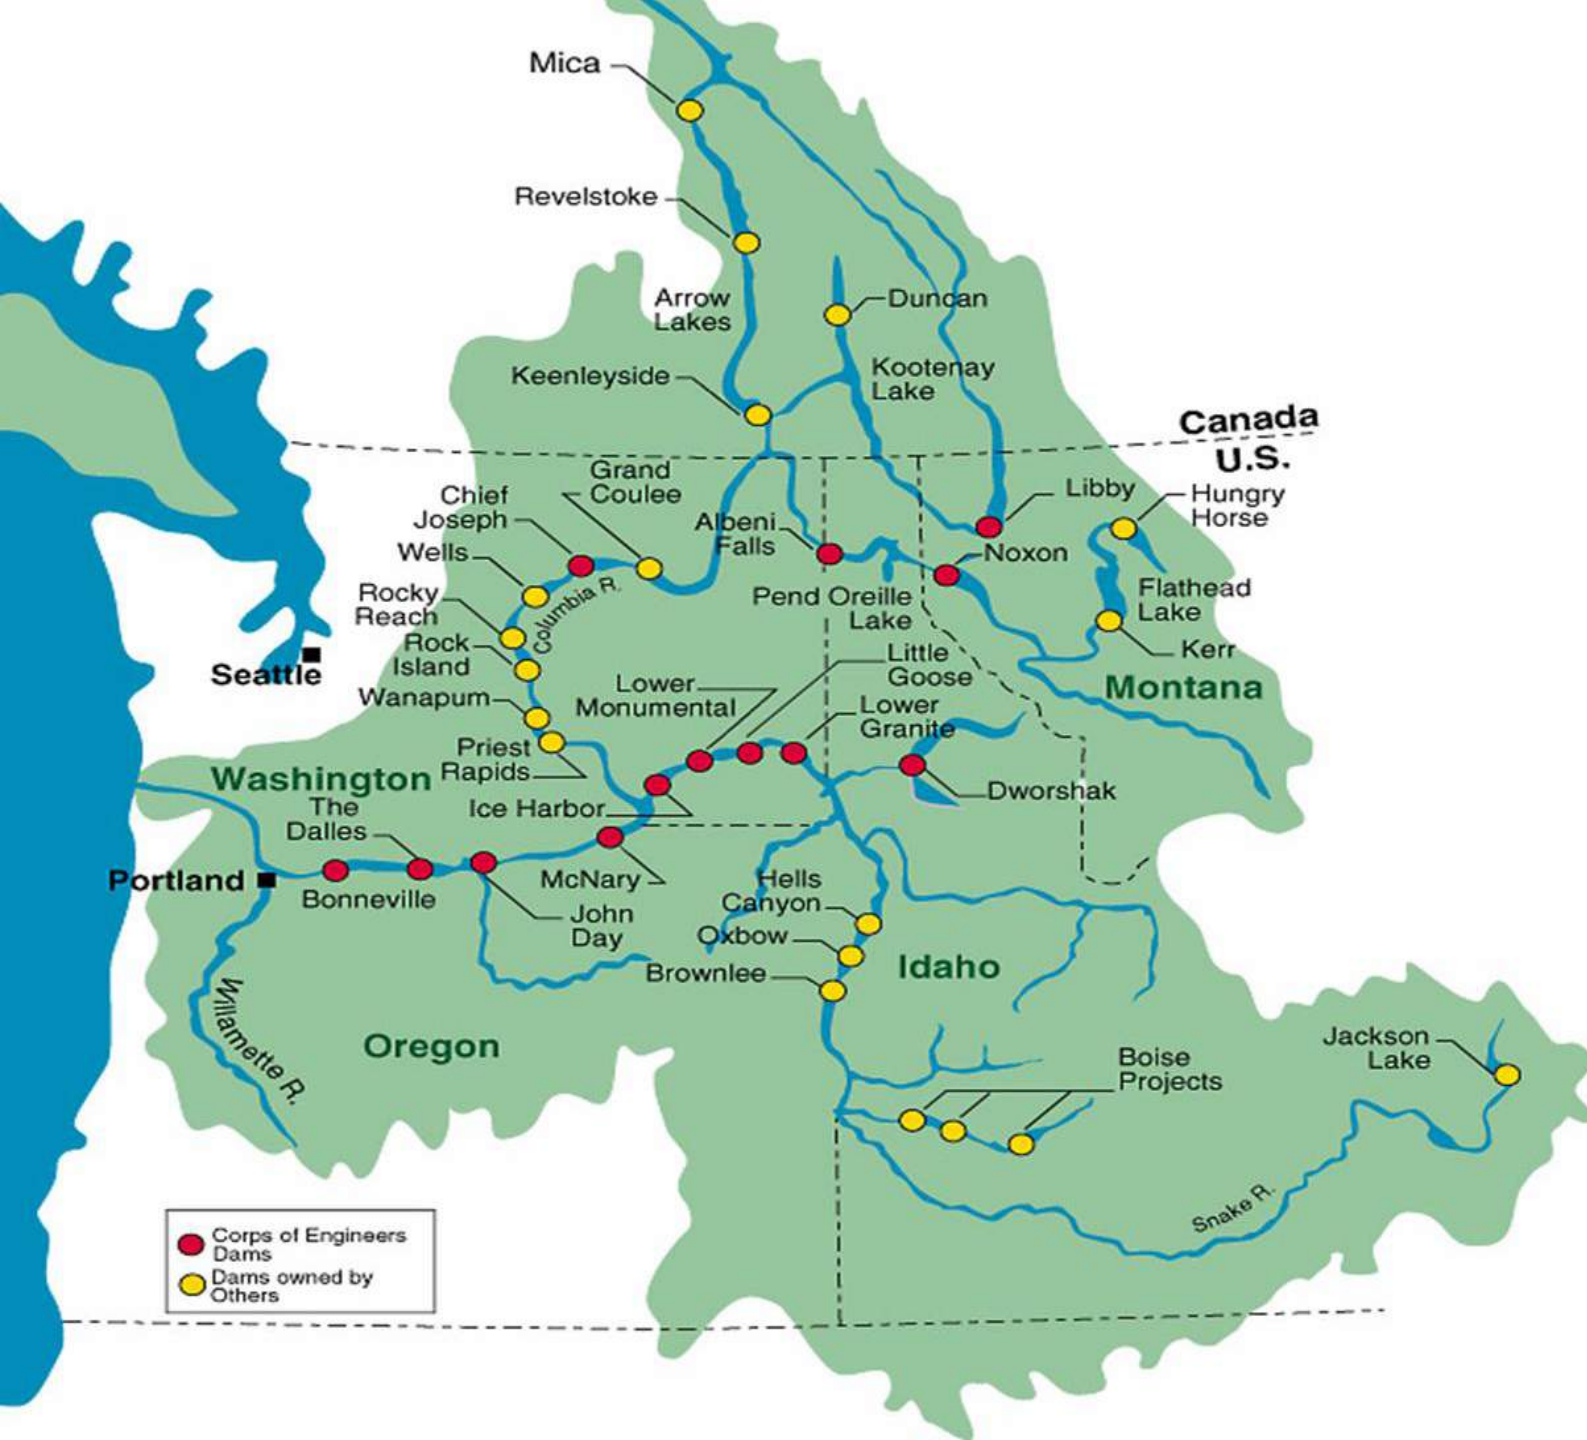 Mica
Revelstoke
Arrow
Lakes
Duncan
Keenleyside
Kootenay
Lake
Canada
U.S.
Grand
Coulee
Chief
Joseph
Libby
Hungry
Horse
Albeni
Falls
Wells
Noxon
Rocky
Reach
Columbia R.
Pend Oreille
Lake
Flathead
Lake
Rock
Island
Kerr
Seattle
Little
Goose
Lower
Monumental
Montana
Wanapum
Lower
Granite
Priest
Rapids
Washington
Dworshak
The
Dalles
Ice Harbor
Portland
Bonneville
McNary
Hells
Canyon
John
Day
Oxbow
Brownlee
Idaho
Willamette R.
Oregon
Jackson
Lake
Boise
Projects
Snake R.
Corps of Engineers
Dams
Dams owned by
Others